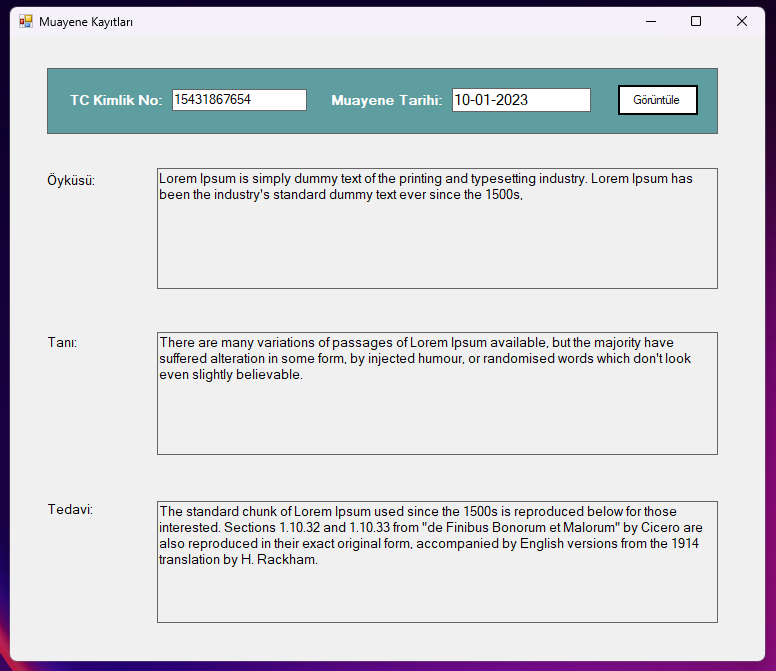 Muayene Kayıtları
TC Kimlik No: 15431867654 Muayene Tarihi: 10-01-2023 Görüntüle
Öyküsü:
Lorem Ipsum is simply dummy text of the printing and typesetting industry. Lorem Ipsum has
been the industry's standard dummy text ever since the 1500s,
Tanı:
There are many variations of passages of Lorem Ipsum available, but the majority have
suffered alteration in some form, by injected humour, or randomised words which don't look
even slightly believable.
Tedavi:
The standard chunk of Lorem Ipsum used since the 1500s is reproduced below for those
interested. Sections 1.10.32 and 1.10.33 from "de Finibus Bonorum et Malorum" by Cicero are
also reproduced in their exact original form, accompanied by English versions from the 1914
translation by H. Rackham.